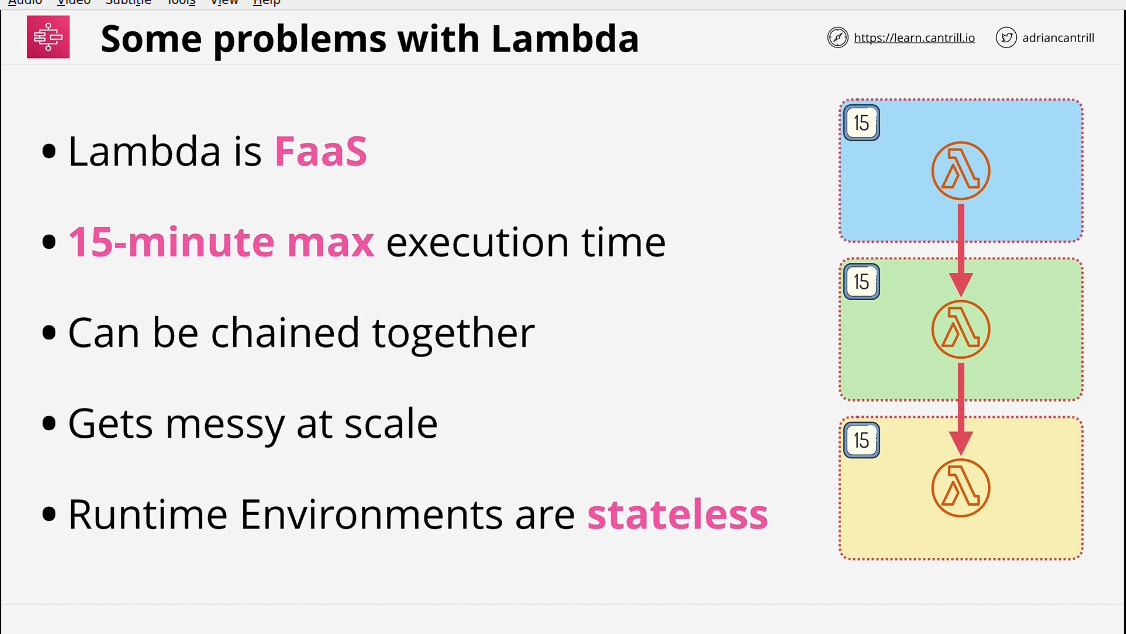 Audio Video Subtitle Tools View Help
Some problems with Lambda
https://learn.cantrill.io
adriancantrill
• Lambda is FaaS
• 15-minute max execution time
• Can be chained together
• Gets messy at scale
• Runtime Environments are stateless
15
15
15